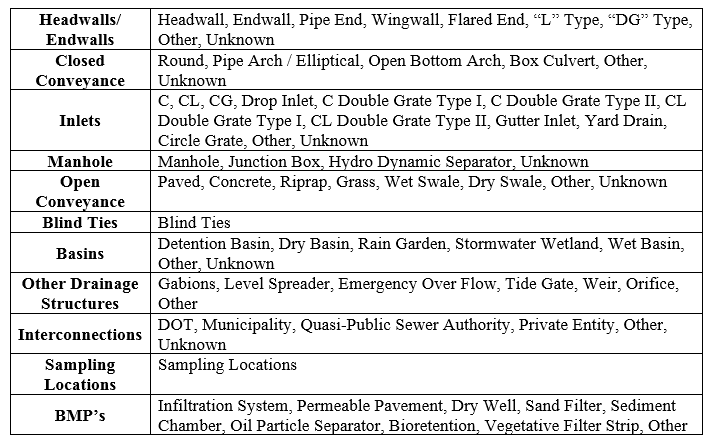 Headwalls/
Endwalls
Headwall, Endwall, Pipe End, Wingwall, Flared End, “L” Type, “DG” Type,
Other, Unknown
Closed
Conveyance
Round, Pipe Arch / Elliptical, Open Bottom Arch, Box Culvert, Other,
Unknown
Inlets
C, CL, CG, Drop Inlet, C Double Grate Type I, C Double Grate Type II, CL
Double Grate Type I, CL Double Grate Type II, Gutter Inlet, Yard Drain,
Circle Grate, Other, Unknown
Manhole
Manhole, Junction Box, Hydro Dynamic Separator, Unknown
Open
Conveyance
Paved, Concrete, Riprap, Grass, Wet Swale, Dry Swale, Other, Unknown
Blind Ties
Blind Ties
Basins
Detention Basin, Dry Basin, Rain Garden, Stormwater Wetland, Wet Basin,
Other, Unknown
Other Drainage
Structures
Gabions, Level Spreader, Emergency Over Flow, Tide Gate, Weir, Orifice,
Other
Interconnections
DOT, Municipality, Quasi-Public Sewer Authority, Private Entity, Other,
Unknown
Sampling
Locations
Sampling Locations
BMP’s
Infiltration System, Permeable Pavement, Dry Well, Sand Filter, Sediment
Chamber, Oil Particle Separator, Bioretention, Vegetative Filter Strip, Other